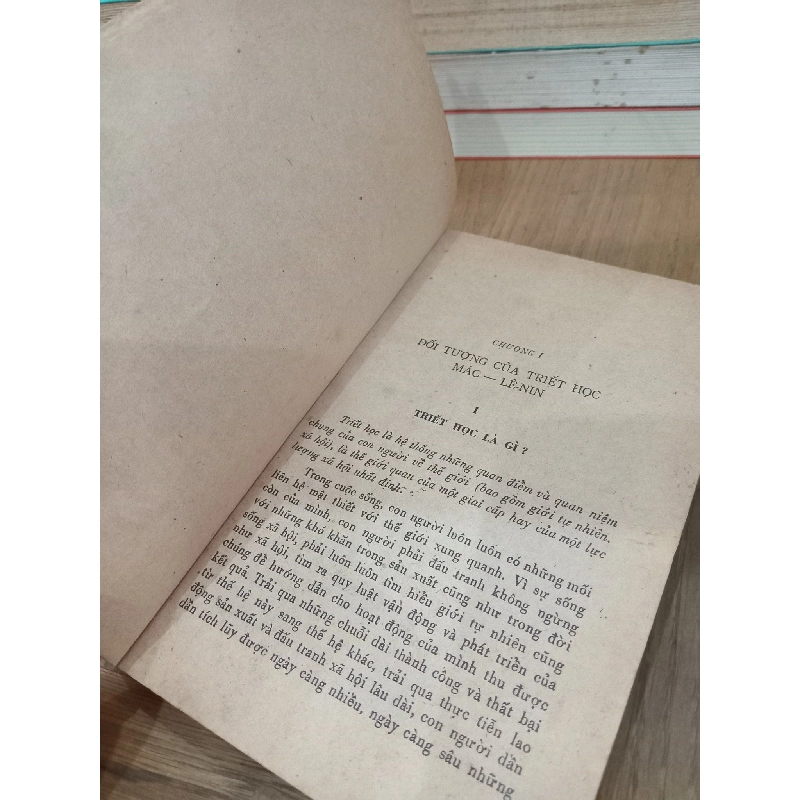 CHƯƠNG I
ĐỐI TƯỢNG CỦA TRIẾT HỌC
MÁC — LÊ-NIN
I
TRIẾT HỌC LÀ GÌ ?
Triết học là hệ thống những quan điểm và quan niệm
chung của con người về thế giới (bao gồm giới tự nhiên,
xã hội), là thế giới quan của một giai cấp hay của một lực
lượng xã hội nhất định.
Trong cuộc sống, con người luôn luôn có những mối
liên hệ mật thiết với thế giới xung quanh. Vì sự sống
còn của mình, con người phải đấu tranh không ngừng
với những khó khăn trong sản xuất cũng như trong đời
sống xã hội, phải luôn luôn tìm hiểu giới tự nhiên cũng
như xã hội, tìm ra quy luật vận động và phát triển của
chúng để hướng dẫn cho hoạt động của mình thu được
kết quả. Trải qua những chuỗi dài thành công và thất bại
từ thế hệ này sang thế hệ khác, trải qua thực tiễn lao
động sản xuất và đấu tranh xã hội lâu dài, con người dần
dần tích lũy được ngày càng nhiều, ngày càng sâu những